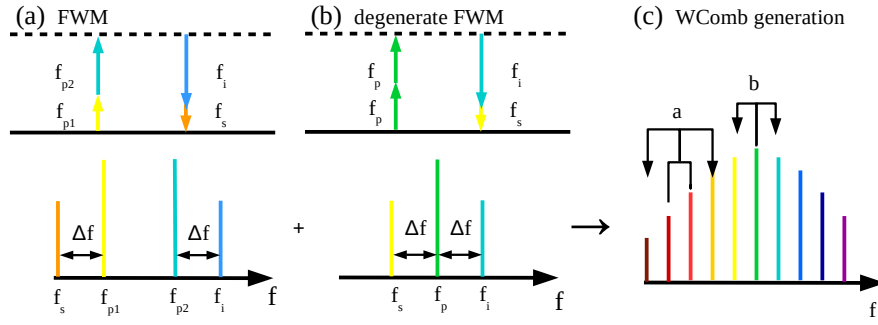 (a) FWM
(b) degenerate FWM
(c) WComb generation
f_p2
f_i
f_p1
f_s
f_p
f_i
f_p
f_s
b
a
Δf
Δf
+
Δf
Δf
f_s
f_p1
f_p2
f_i
f
f_s
f_p
f_i
f
f